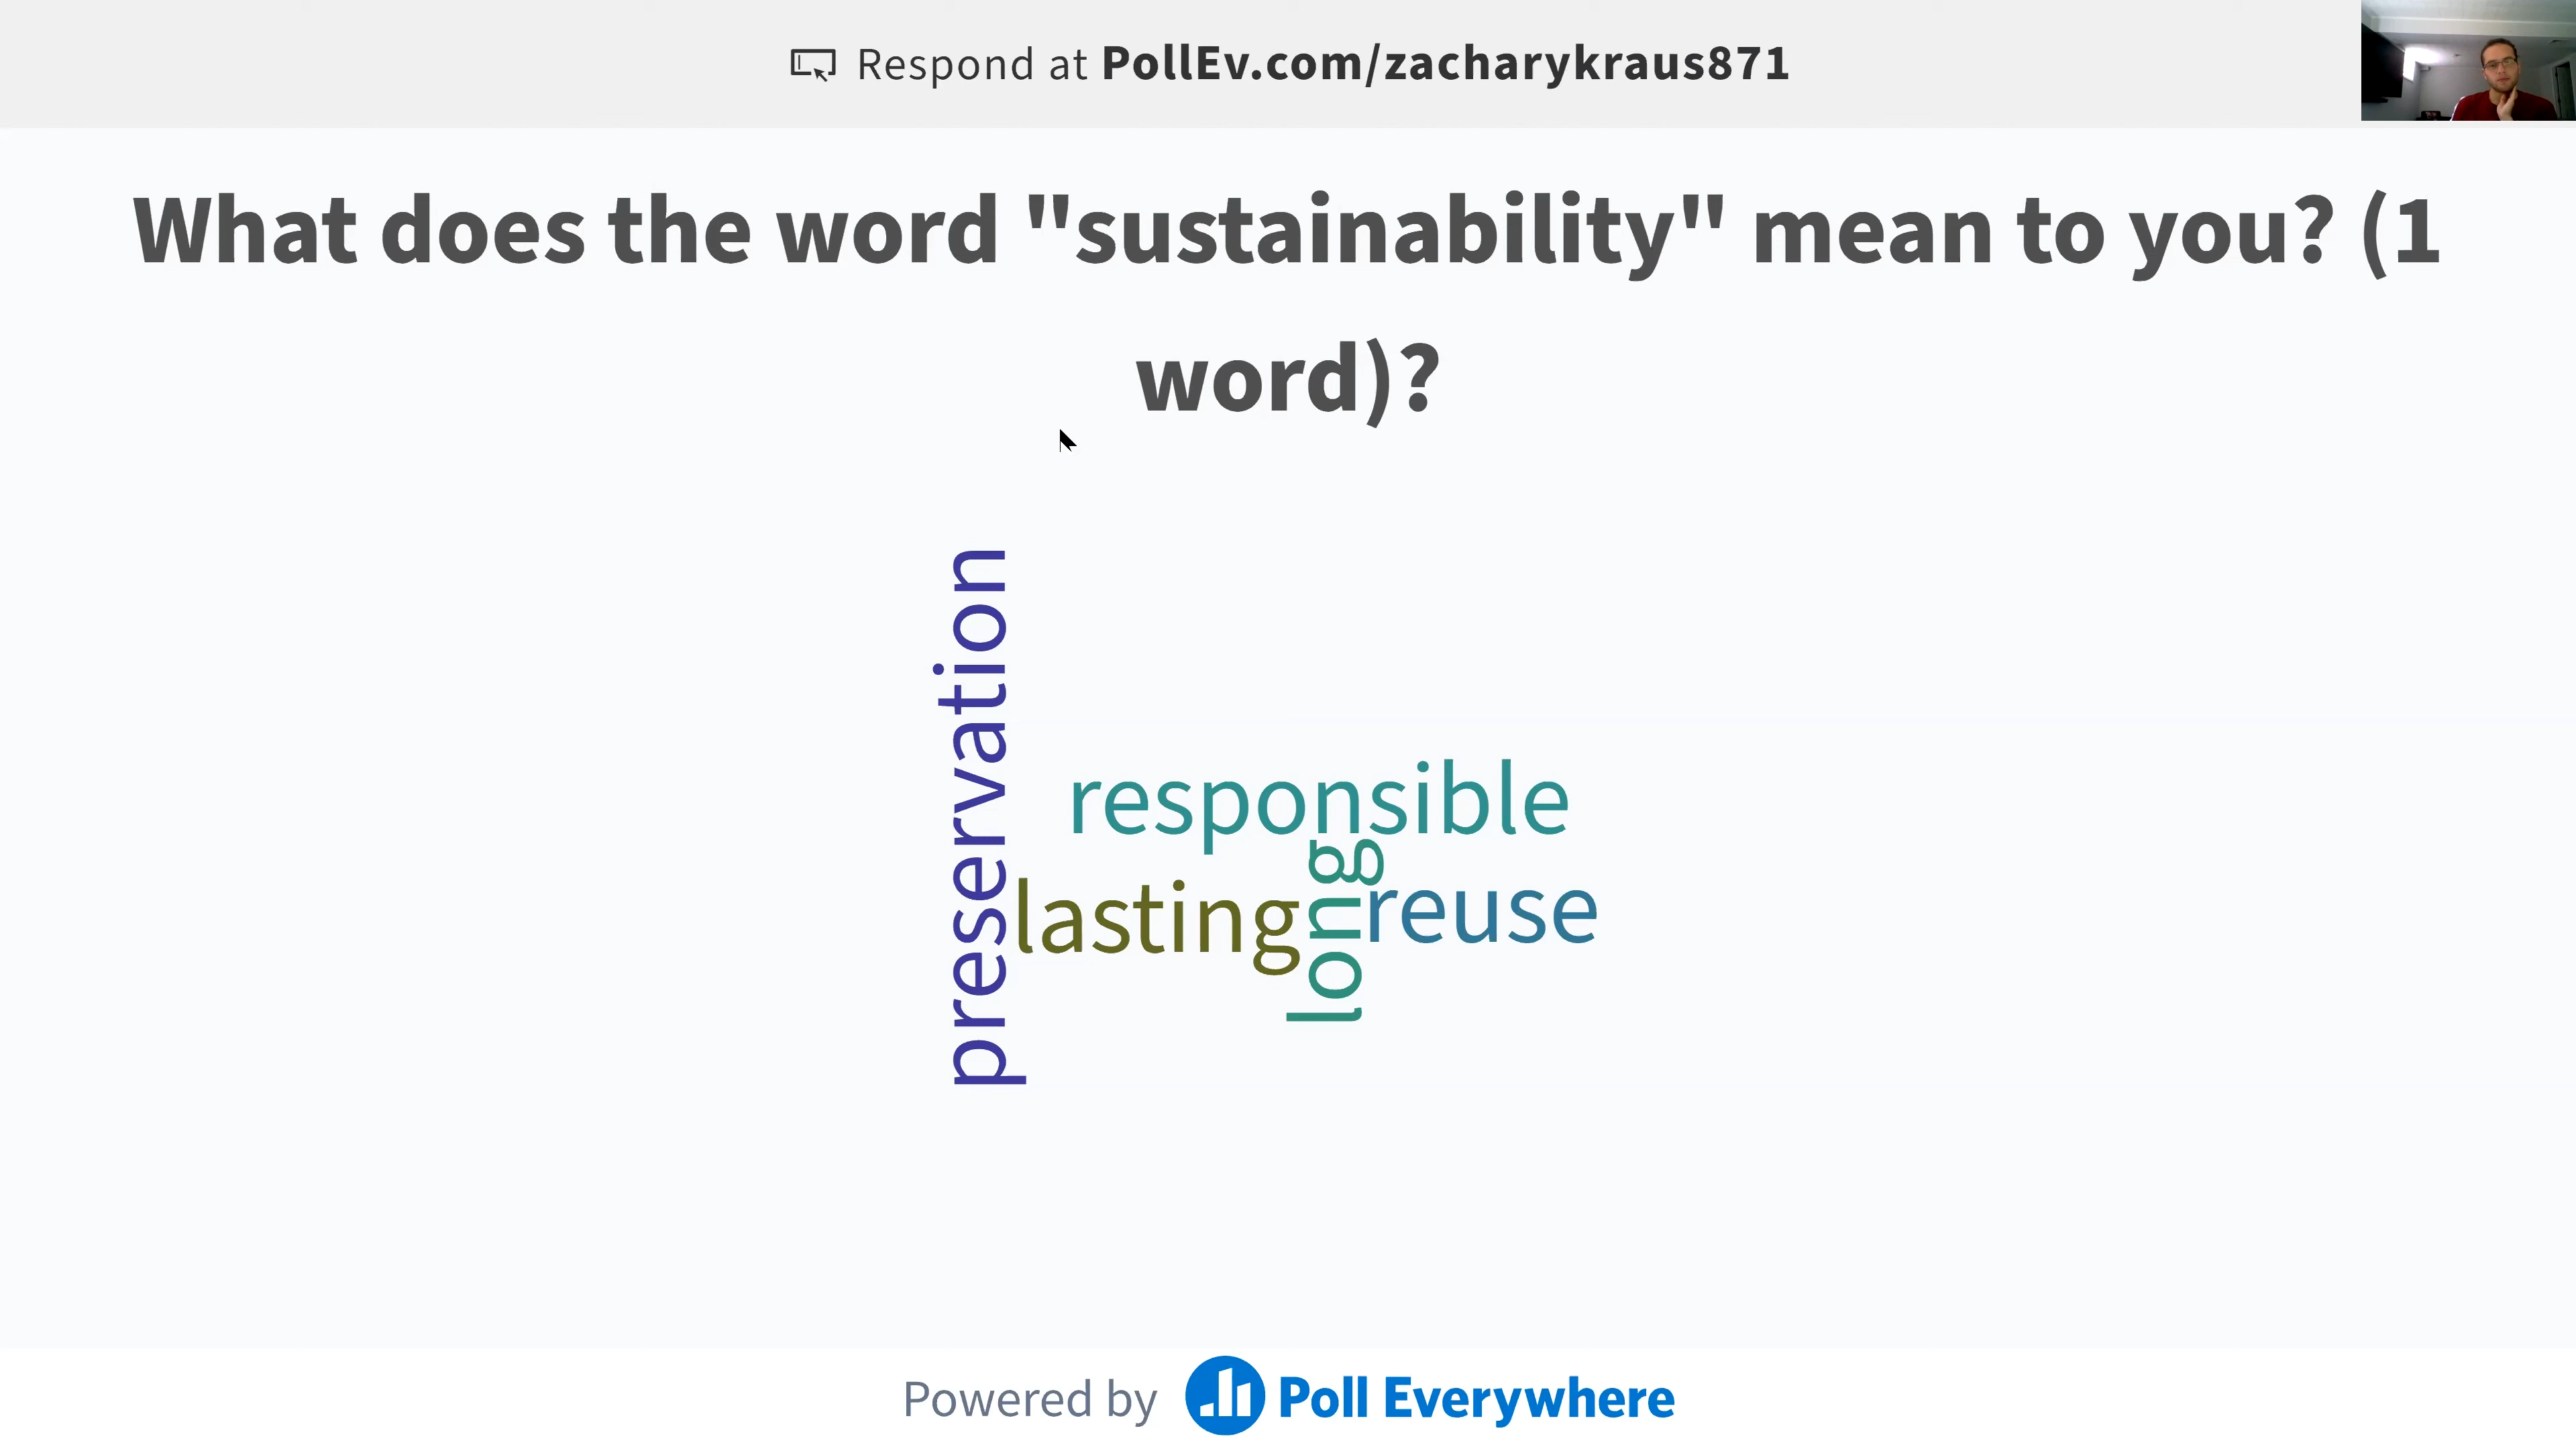 Respond at PollEv.com/zacharykraus871
What does the word "sustainability" mean to you? (1
word)?
preservation
responsible
lasting
long
reuse
Powered by Poll Everywhere